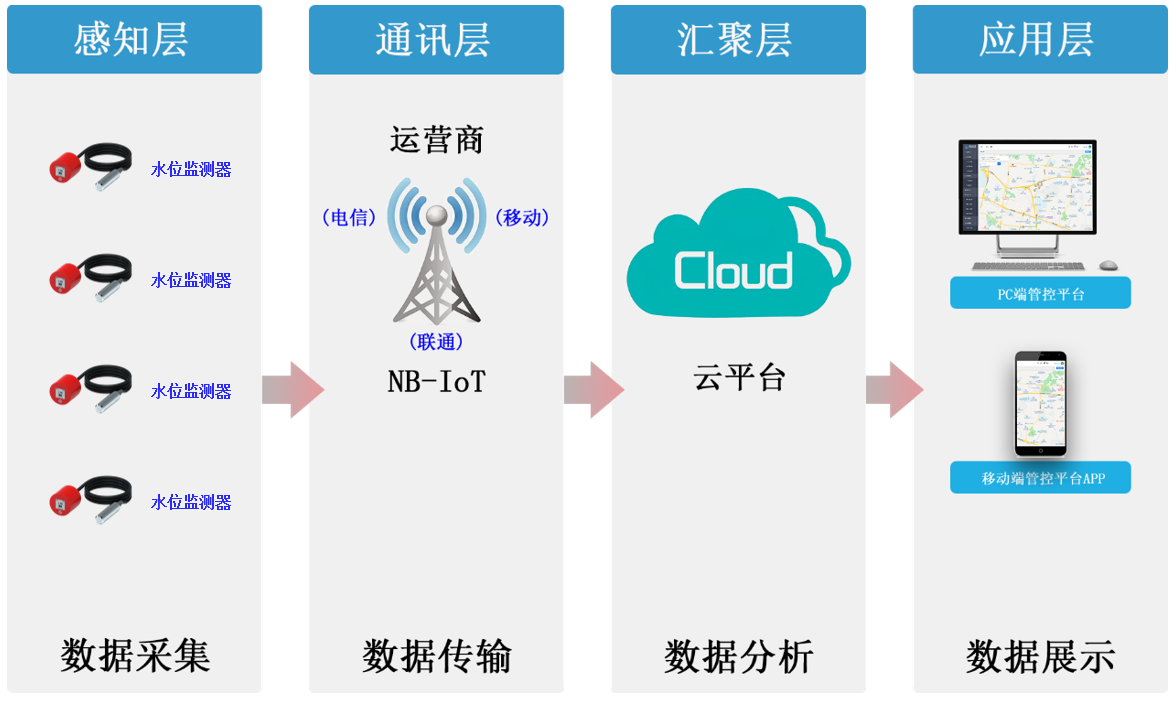 感知层
水位监测器
水位监测器
水位监测器
水位监测器
数据采集
通讯层
运营商
(电信)
(移动)
(联通)
NB-IoT
数据传输
汇聚层
Cloud
云平台
数据分析
应用层
PC端管控平台
移动端管控平台APP
数据展示